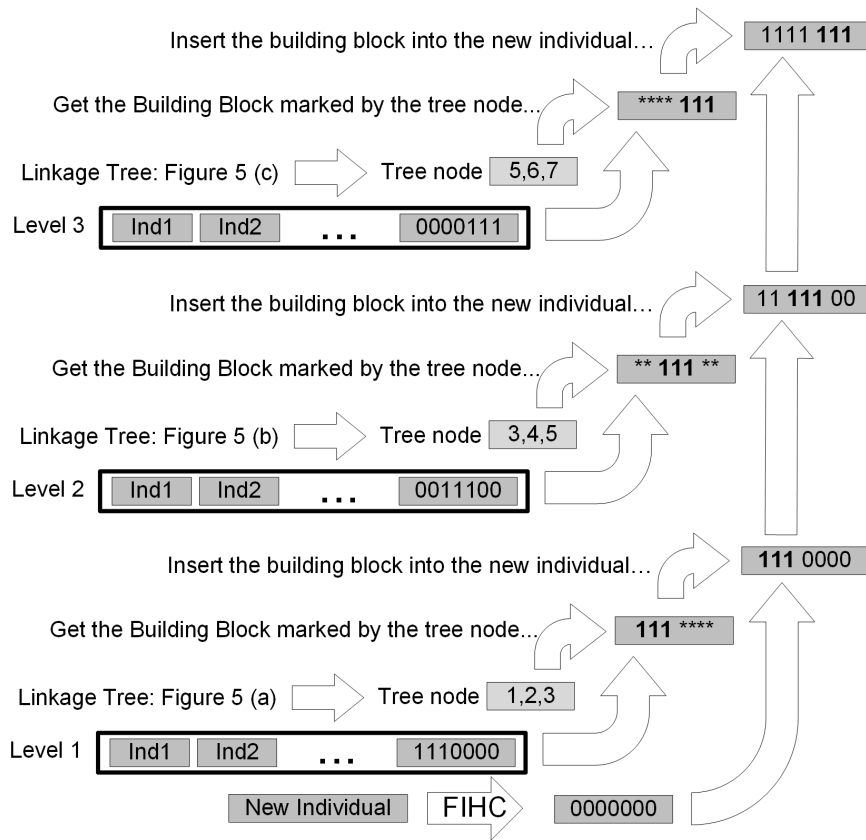 Insert the building block into the new individual… 1111 111
Get the Building Block marked by the tree node... **** 111
Linkage Tree: Figure 5 (c) Tree node 5,6,7
Level 3 Ind1 Ind2 ... 0000111
Insert the building block into the new individual… 11 111 00
Get the Building Block marked by the tree node... ** 111 **
Linkage Tree: Figure 5 (b) Tree node 3,4,5
Level 2 Ind1 Ind2 ... 0011100
Insert the building block into the new individual… 111 0000
Get the Building Block marked by the tree node... 111 ****
Linkage Tree: Figure 5 (a) Tree node 1,2,3
Level 1 Ind1 Ind2 ... 1110000
New Individual FIHC 0000000